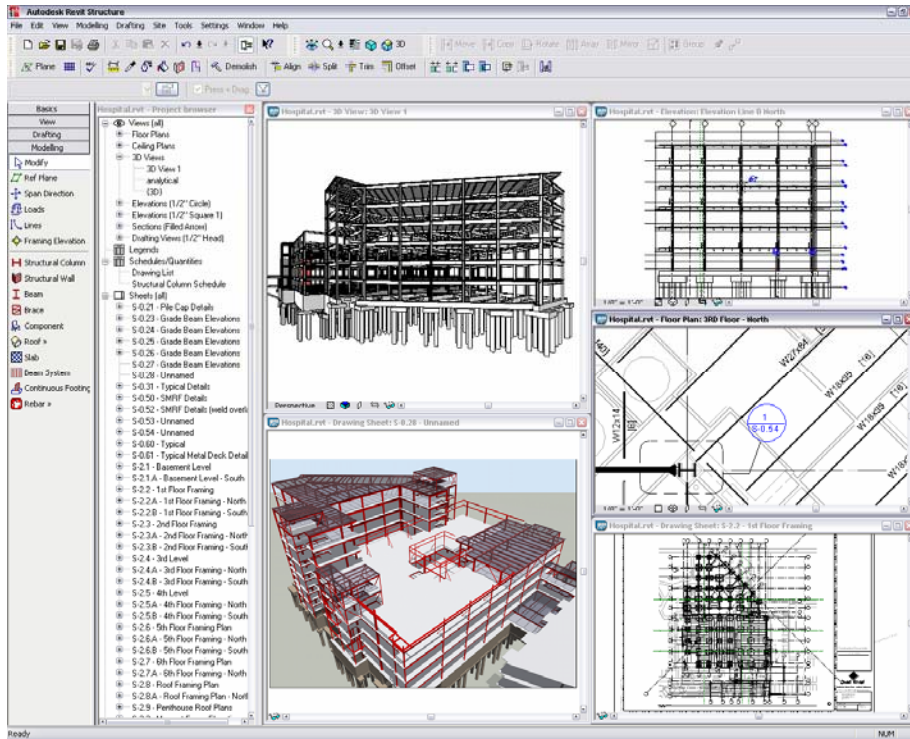 Autodesk Revit Structure
File Edit View Modelling Drafting Site Tools Settings Window Help
3D Move Copy Rotate Array Mirror Group
Plane Demolish Align Split Trim Offset
Press + Drag
Basics
View
Drafting
Modelling
Modify
Ref Plane
Span Direction
Loads
Lines
Framing Elevation
Structural Column
Structural Wall
Beam
Brace
Component
Roof »
Slab
Beam System
Continuous Footing
Rebar »
Hospital.rvt - Project browser
Views (all)
Floor Plans
Ceiling Plans
3D Views
3D View 1
analytical
{3D}
Elevations (1/2" Circle)
Elevations (1/2" Square 1)
Sections (Filled Arrow)
Drafting Views (1/2" Head)
Legends
Schedules/Quantities
Drawing List
Structural Column Schedule
Sheets (all)
S-0.21 - Pile Cap Details
S-0.23 - Grade Beam Elevations
S-0.24 - Grade Beam Elevations
S-0.25 - Grade Beam Elevations
S-0.26 - Grade Beam Elevations
S-0.27 - Grade Beam Elevations
S-0.28 - Unnamed
S-0.31 - Typical Details
S-0.50 - SMRF Details
S-0.52 - SMRF Details (weld overl
S-0.53 - Unnamed
S-0.54 - Unnamed
S-0.60 - Typical
S-0.61 - Typical Metal Deck Detail
S-2.1 - Basement Level
S-2.1.A - Basement Level - South
S-2.2 - 1st Floor Framing
S-2.2.A - 1st Floor Framing - North
S-2.2.B - 1st Floor Framing - South
S-2.3 - 2nd Floor Framing
S-2.3.A - 2nd Floor Framing - North
S-2.3.B - 2nd Floor Framing - South
S-2.4 - 3rd Level
S-2.4.A - 3rd Floor Framing - North
S-2.4.B - 3rd Floor Framing - South
S-2.5 - 4th Level
S-2.5.A - 4th Floor Framing - North
S-2.5.B - 4th Floor Framing - South
S-2.6 - 5th Floor Framing Plan
S-2.6.A - 5th Floor Framing - North
S-2.6.B - 5th Floor Framing - South
S-2.7 - 6th Floor Framing Plan
S-2.7.A - 6th Floor Framing - North
S-2.8 - Roof Framing Plan
S-2.8.A - Roof Framing Plan - Nort
S-2.9 - Penthouse Roof Plans
Hospital.rvt - 3D View: 3D View 1
Perspective
Hospital.rvt - Drawing Sheet: S-0.28 - Unnamed
Hospital.rvt - Elevation: Elevation Line B North
Hospital.rvt - Floor Plan: 3RD Floor - North
[40]
W27x84
W18x35 [16]
[16]
W12x14
[6]
1
S-0.54
W18x35
W18x35
W18x
Hospital.rvt - Drawing Sheet: S-2.2 - 1st Floor Framing
Ready
NUM